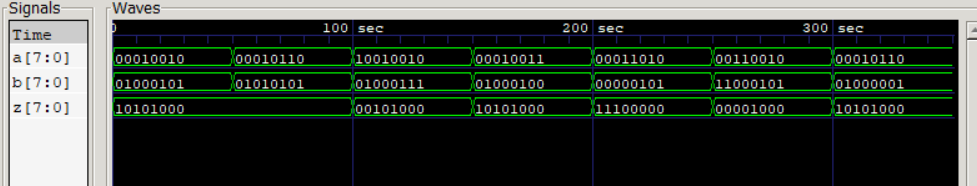 Signals Waves
Time 0 100 sec 200 sec 300 sec
a[7:0] 00010010 00010110 10010010 00010011 00011010 00110010 00010110
b[7:0] 01000101 01010101 01000111 01000100 00000101 11000101 01000001
z[7:0] 10101000 00101000 10101000 11100000 00001000 10101000